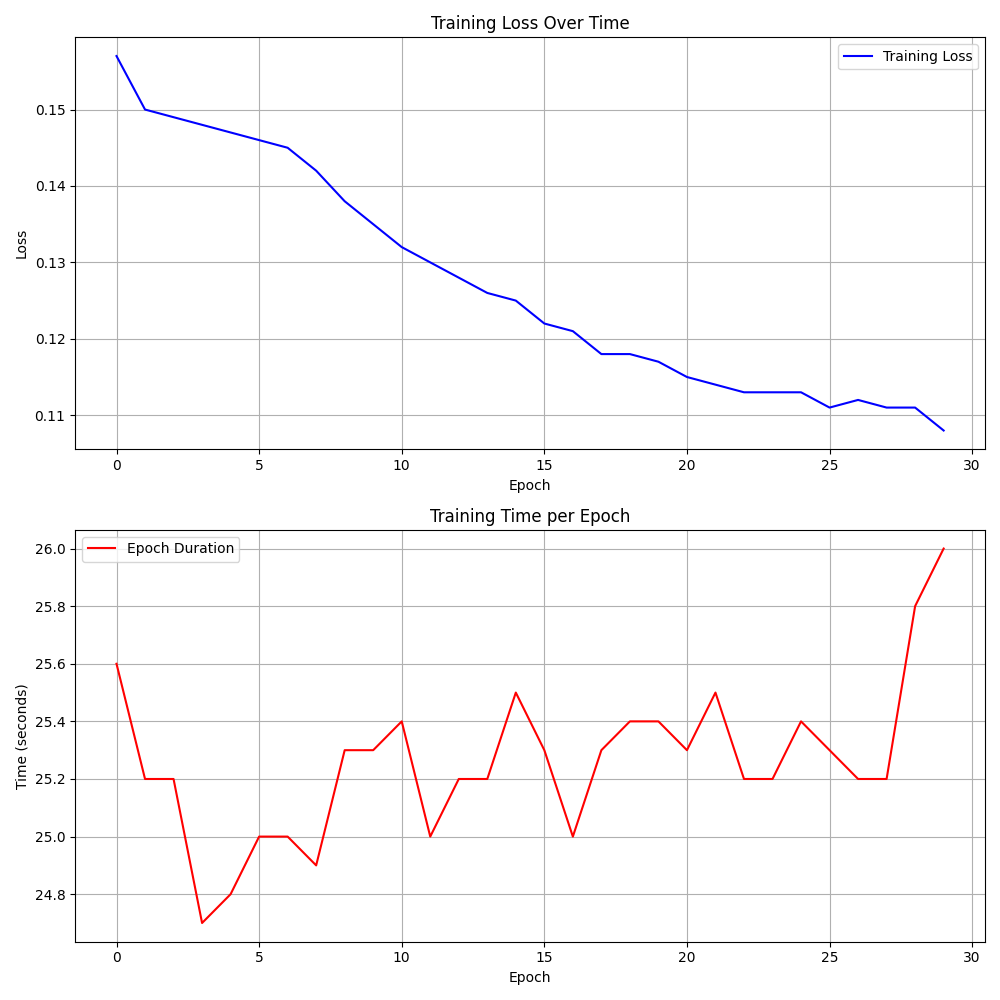 Training Loss Over Time
Training Loss
0.15
0.14
0.13
0.12
0.11
Loss
0 5 10 15 20 25 30
Epoch
Training Time per Epoch
Epoch Duration
26.0
25.8
25.6
25.4
25.2
25.0
24.8
Time (seconds)
0 5 10 15 20 25 30
Epoch